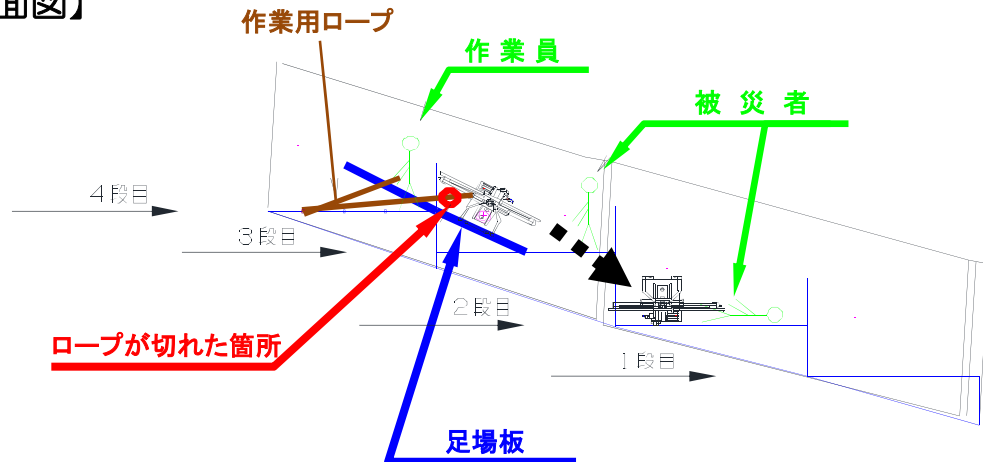 面図】
作業用ロープ
作 業 員
被 災 者
4段目
3段目
2段目
ロープが切れた箇所
1段目
足場板